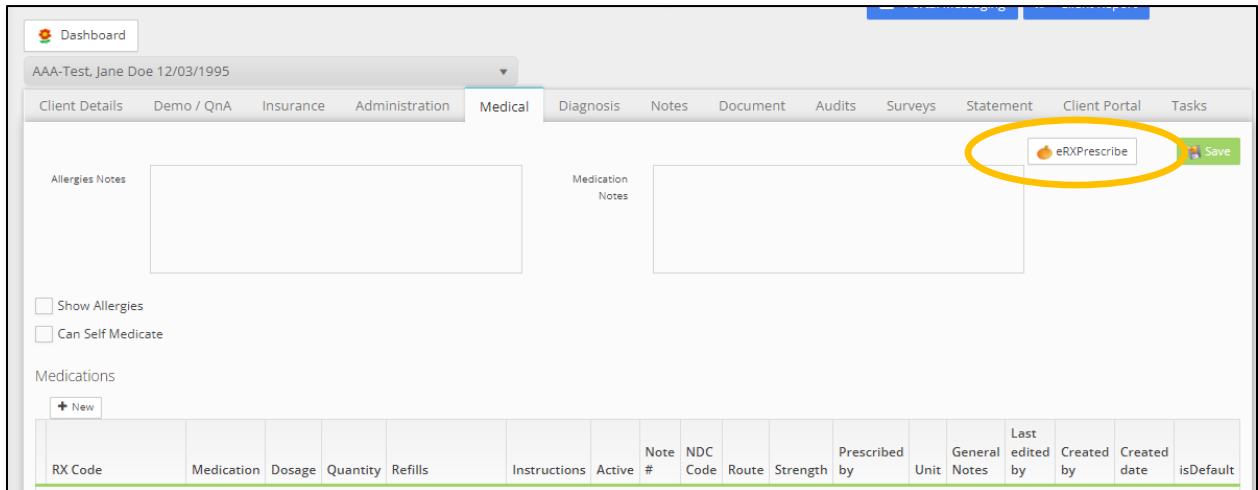 Dashboard
AAA-Test, Jane Doe 12/03/1995
Client Details Demo / QnA Insurance Administration Medical Diagnosis Notes Document Audits Surveys Statement Client Portal Tasks
eRXPrescribe Save
Allergies Notes
Medication
Notes
Show Allergies
Can Self Medicate
Medications
+ New
RX Code Medication Dosage Quantity Refills Instructions Active Note # NDC Code Route Strength Prescribed by Unit General Notes Last edited by Created by Created date isDefault